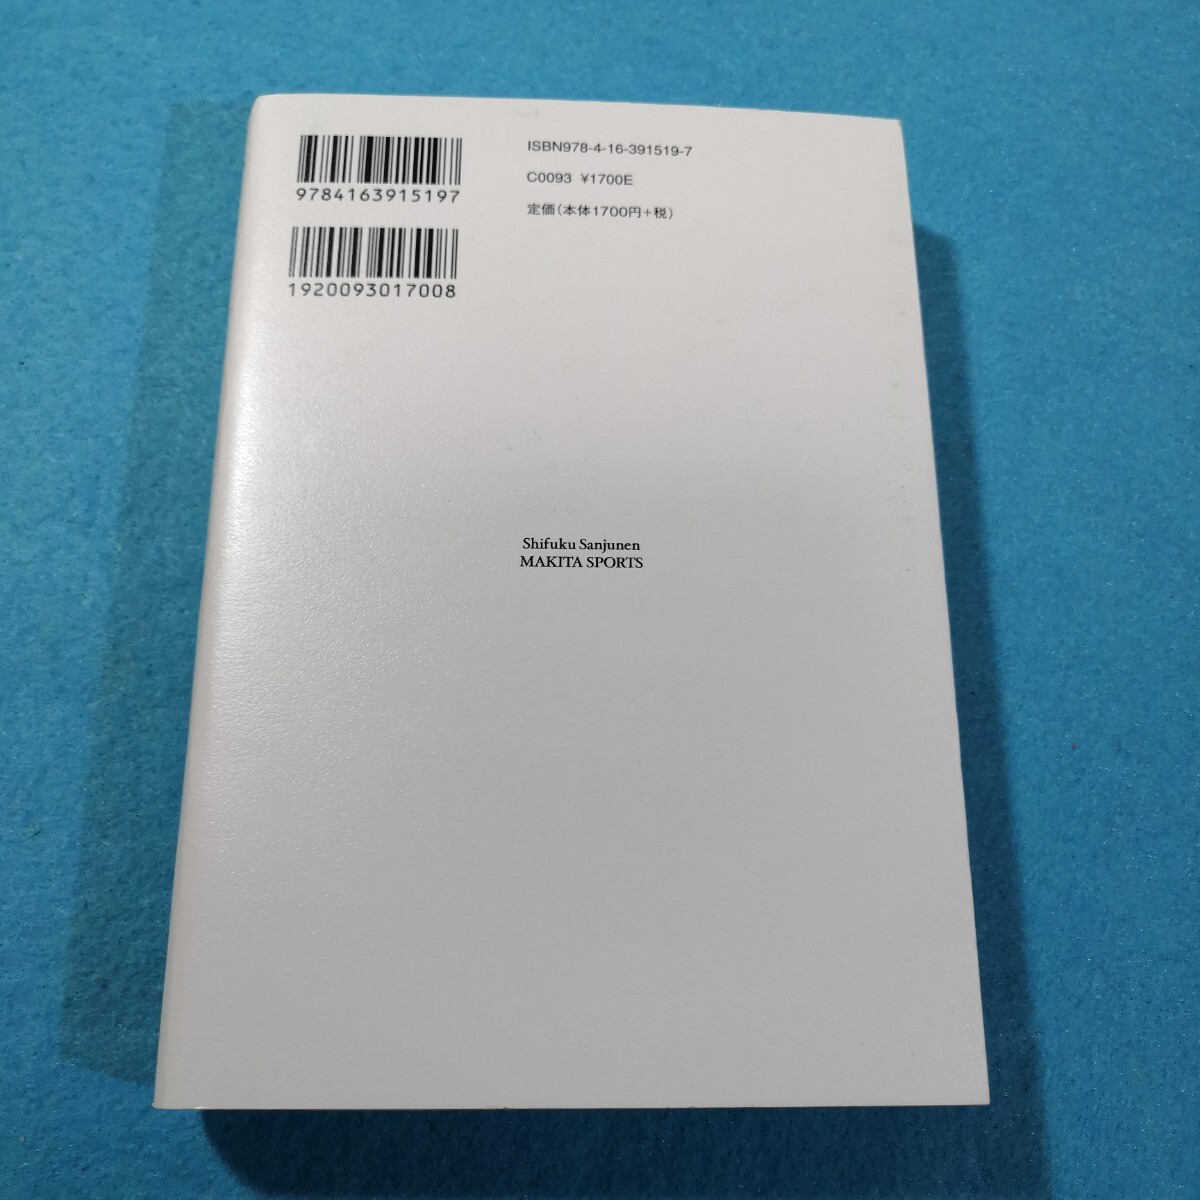 9784163915197
1920093017008
ISBN978-4-16-391519-7
C0093 ¥1700E
定価(本体1700円+税)
Shifuku Sanjunen
MAKITA SPORTS